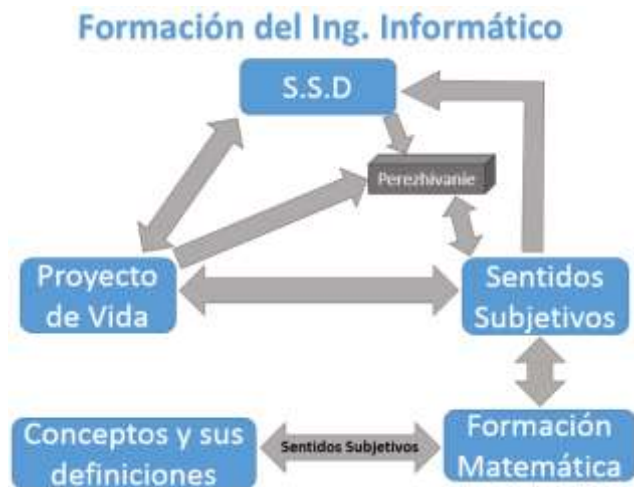 Formación del Ing. Informático
S.S.D
Perezhivanie
Proyecto
de Vida
Sentidos
Subjetivos
Conceptos y sus
definiciones
Sentidos Subjetivos
Formación
Matemática